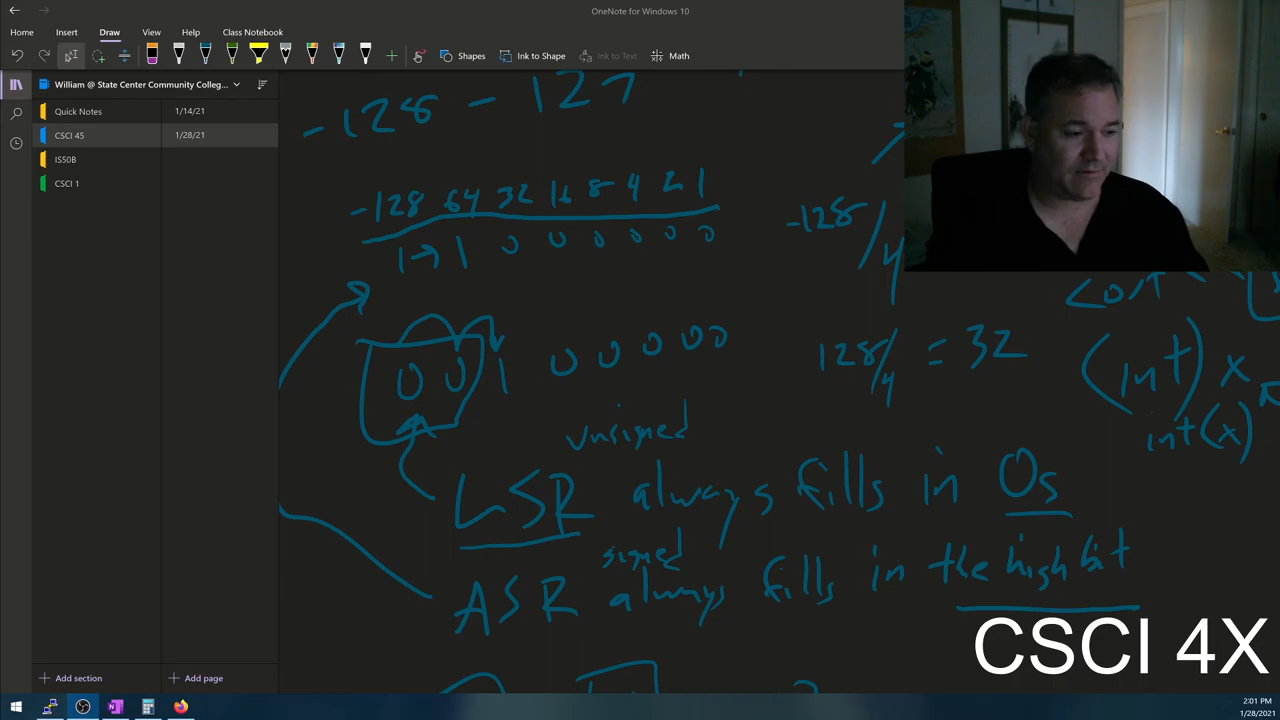 OneNote for Windows 10
Home Insert Draw View Help Class Notebook
Shapes Ink to Shape Ink to Text Math
William @ State Center Community Colleg...
Quick Notes 1/14/21
CSCI 45 1/28/21
IS50B
CSCI 1
-128 - 127
-128 64 32 16 8 4 2 1
1 → 1 0 0 0 0 0 0
-128/4
0 0 1 0 0 0 0 0
128/4 = 32
(int) x
int(x)
unsigned
LSR always fills in 0s
signed
ASR always fills in the high bit
CSCI 4X
Add section Add page
2:01 PM
1/28/2021